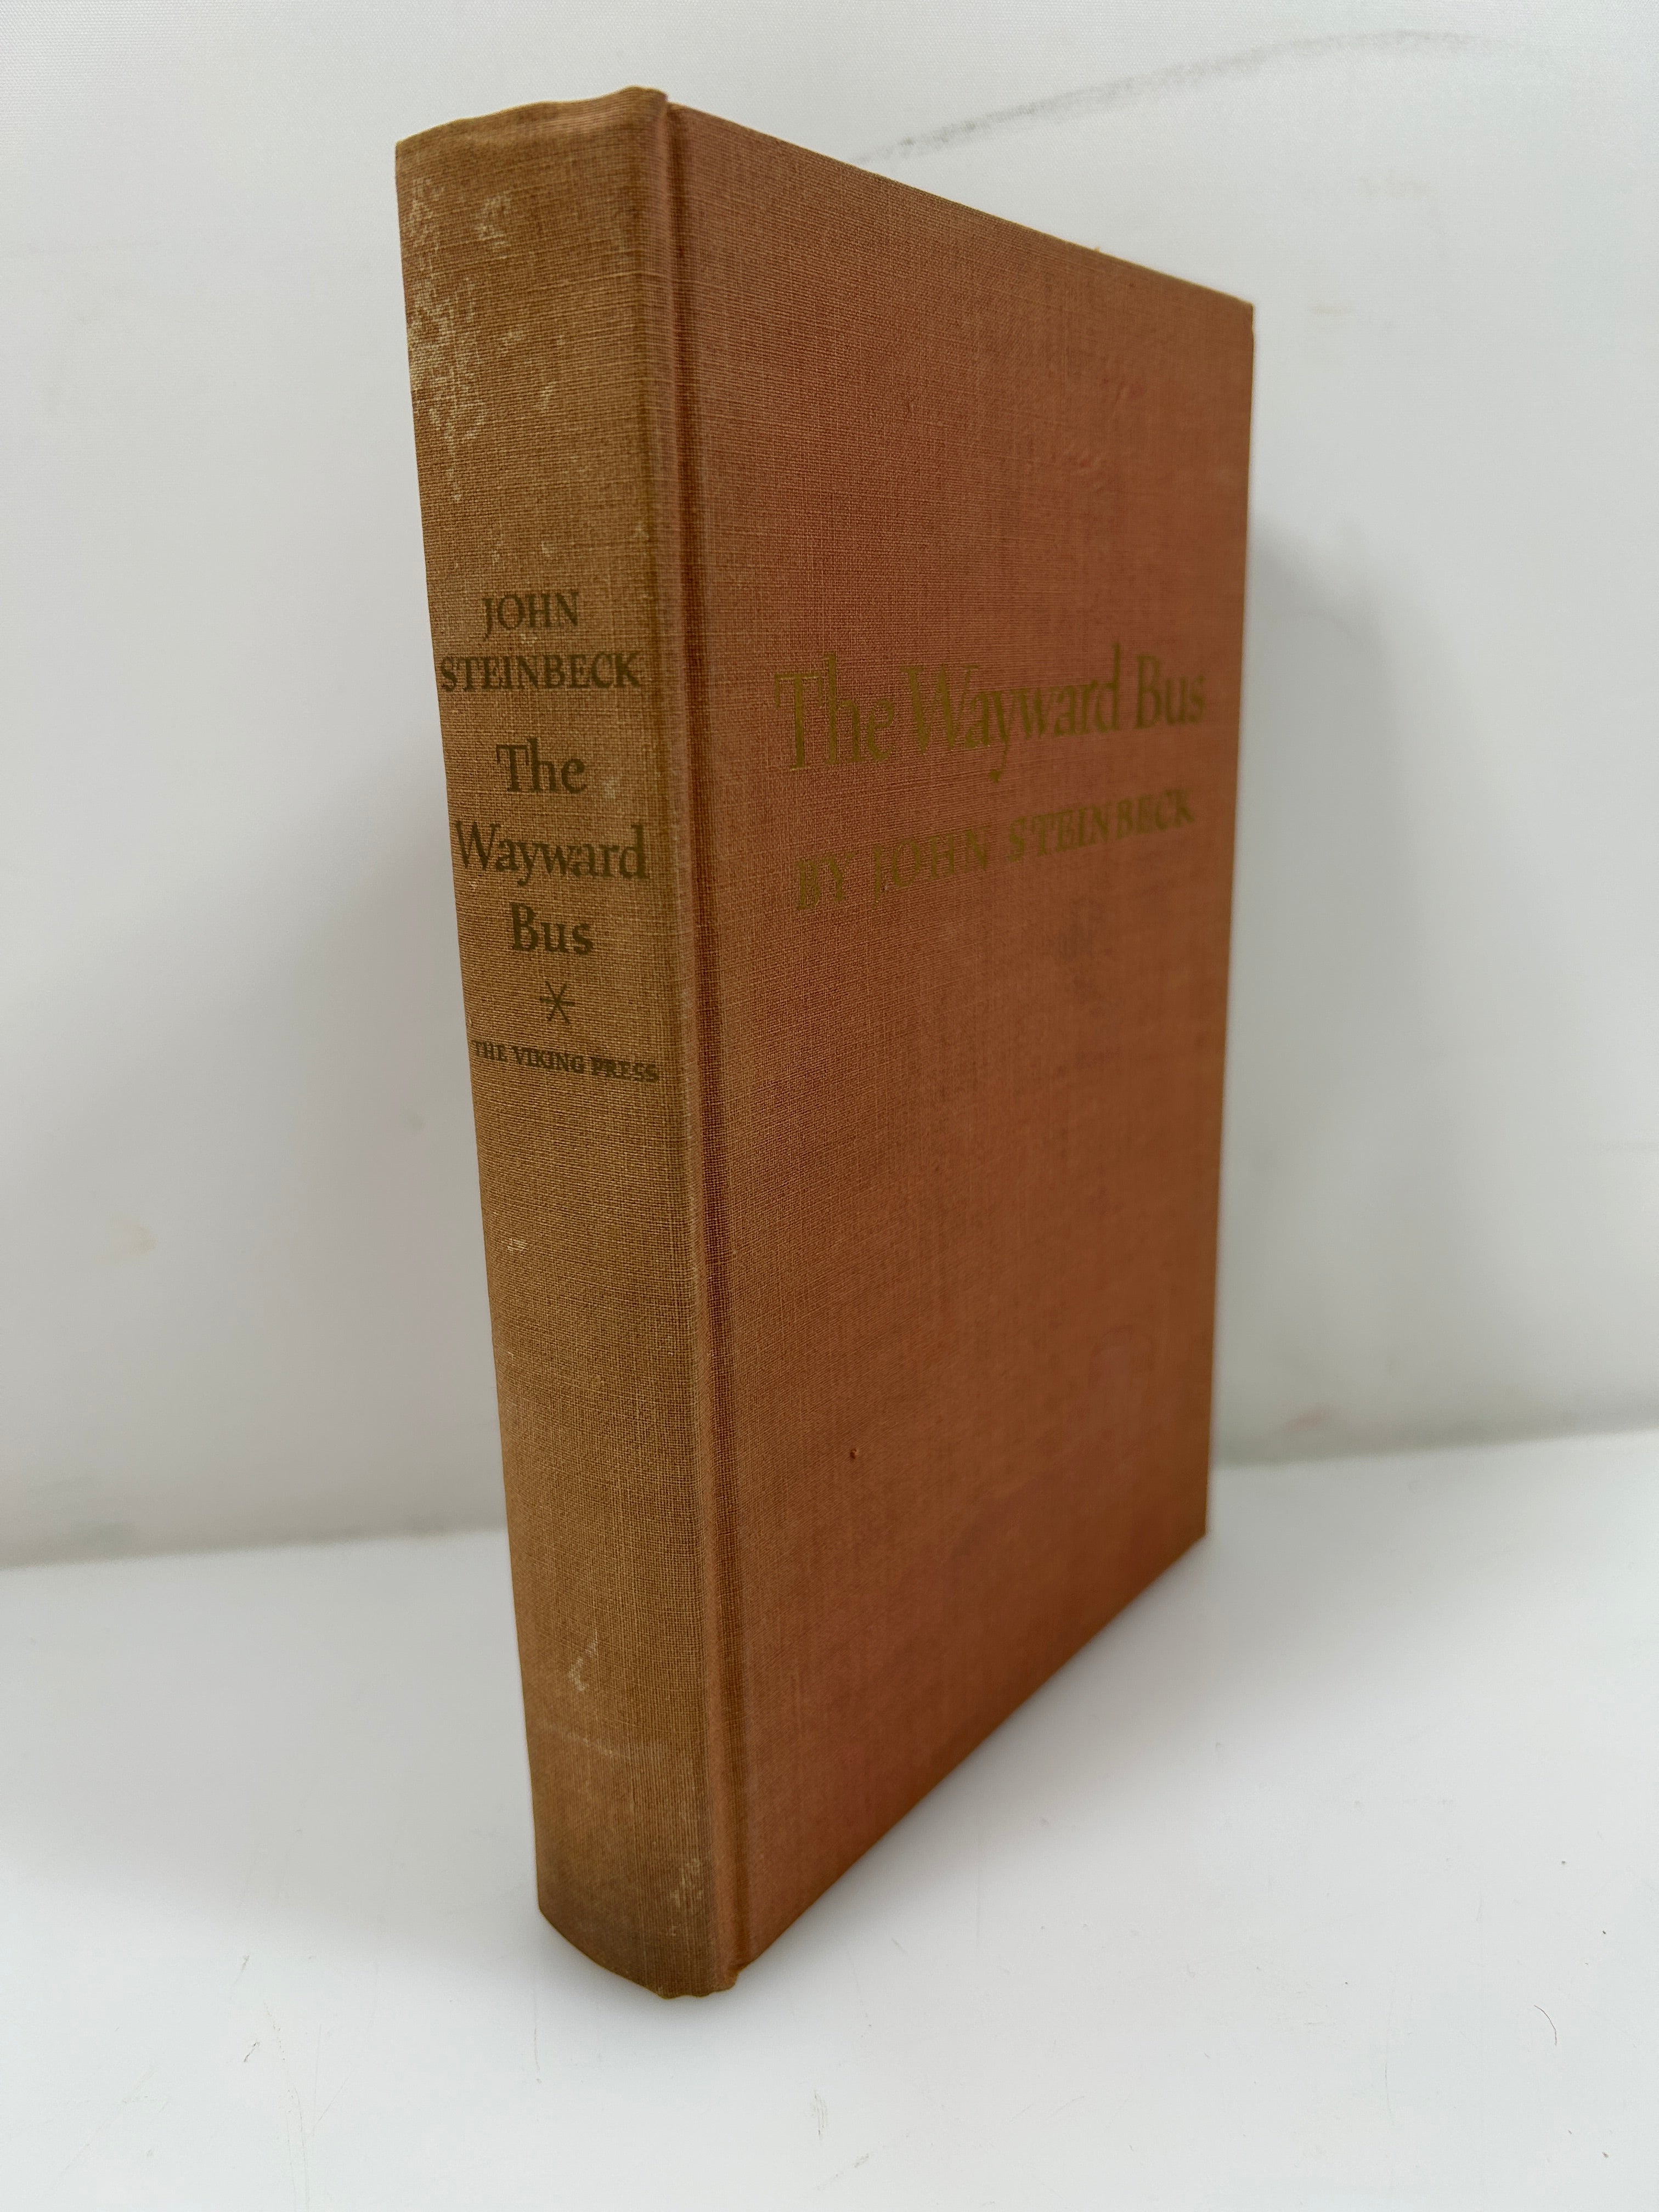 JOHN
STEINBECK
The
Wayward
Bus
*
THE VIKING PRESS
The Wayward Bus
BY JOHN STEINBECK